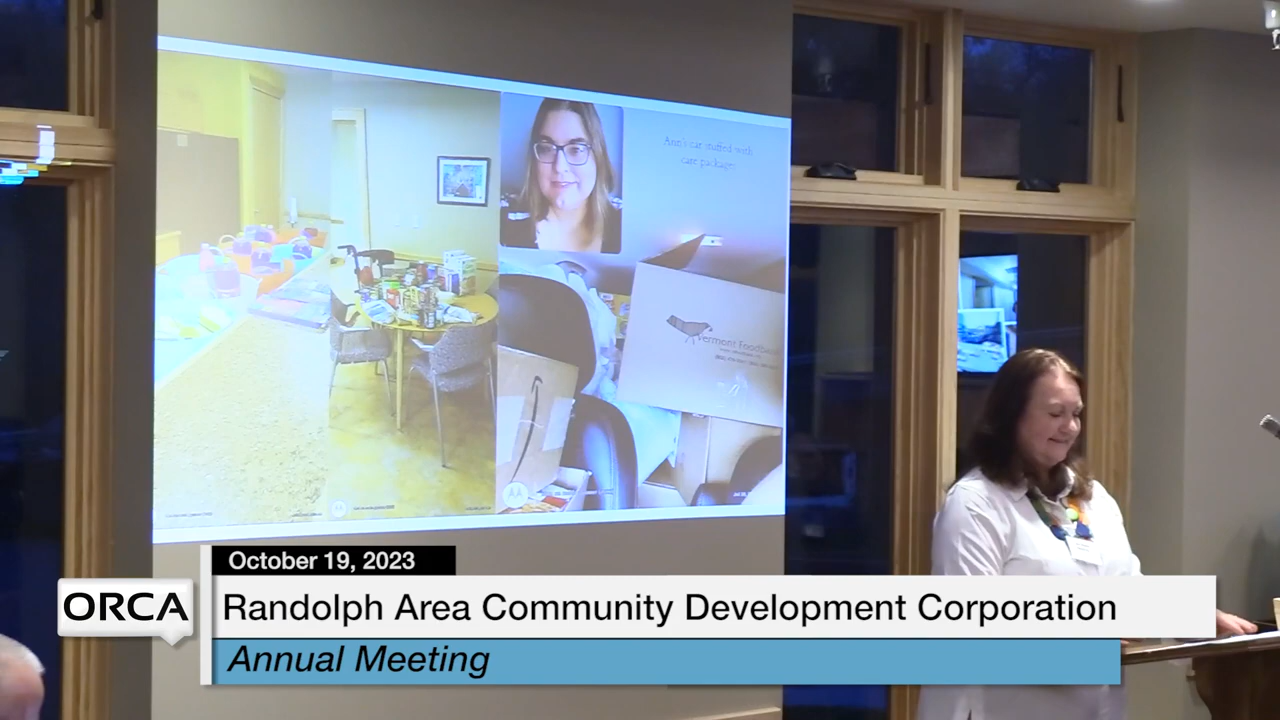 Ann's car stuffed with
care packages
Vermont Foodbank
October 19, 2023
ORCA
Randolph Area Community Development Corporation
Annual Meeting